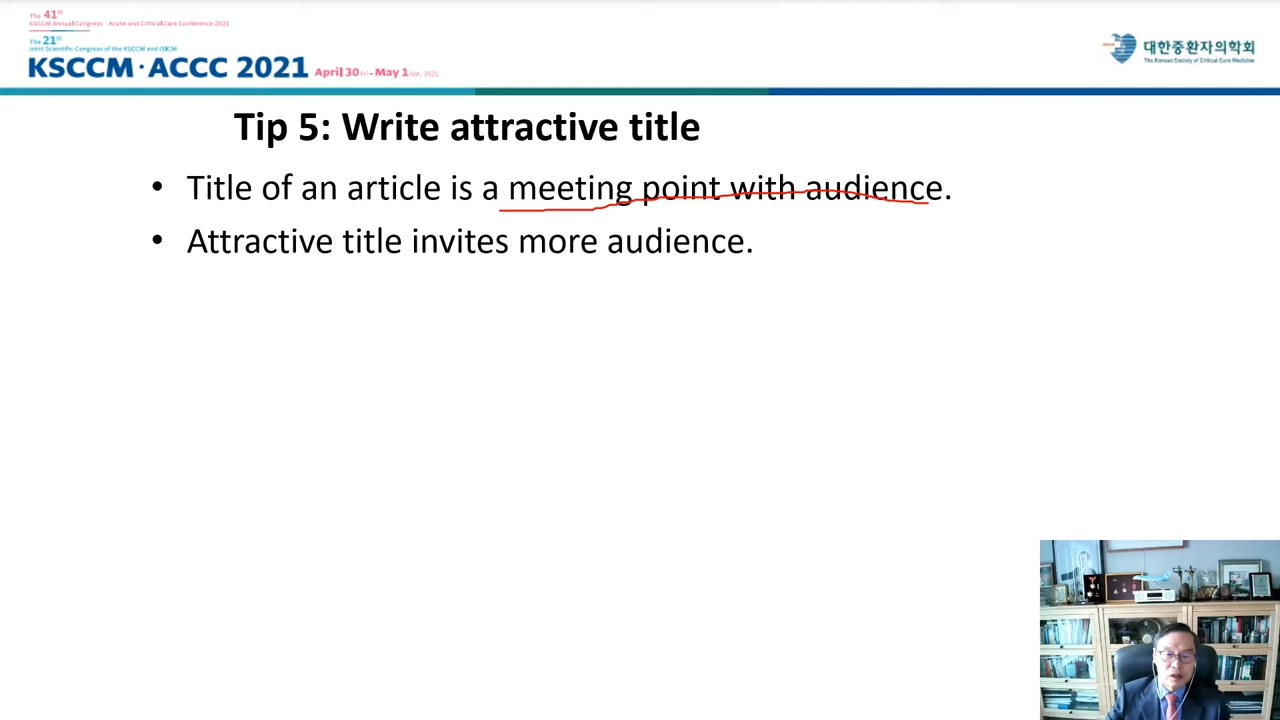 The 41st
KSCCM Annual Congress · Acute and Critical Care Conference 2021
The 21st
Joint Scientific Congress of the KSCCM and JSICM
KSCCM · ACCC 2021 April 30 Fri - May 1 Sat, 2021
대한중환자의학회
The Korean Society of Critical Care Medicine
Tip 5: Write attractive title
• Title of an article is a meeting point with audience.
• Attractive title invites more audience.